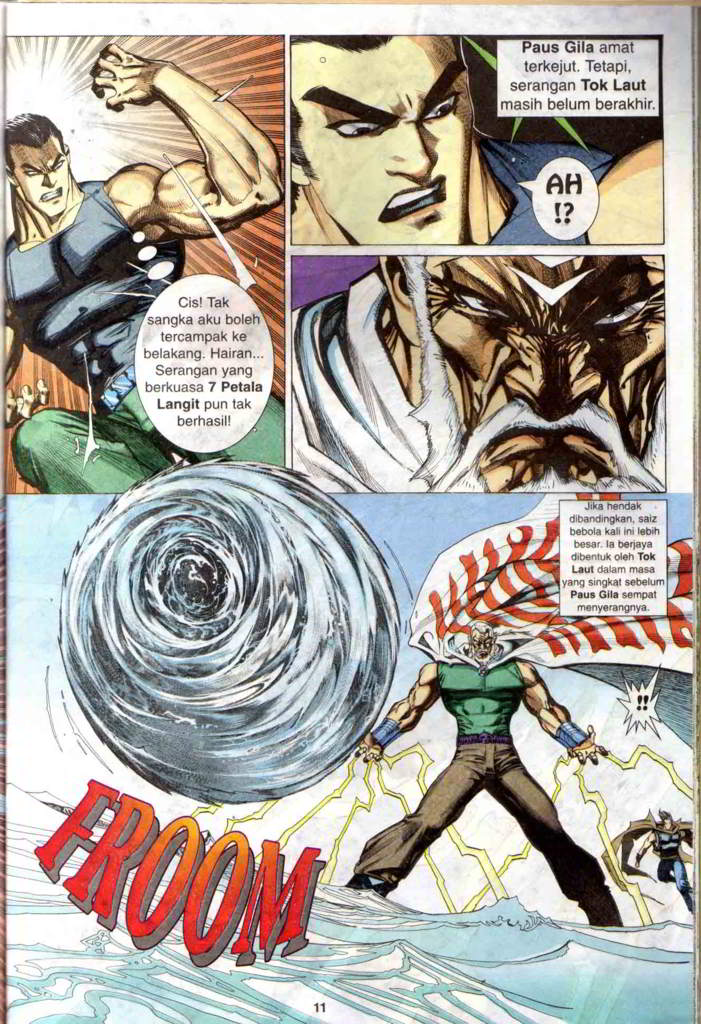 Cis! Tak
sangka aku boleh
tercampak ke
belakang. Hairan...
Serangan yang
berkuasa 7 Petala
Langit pun tak
berhasil!
Paus Gila amat
terkejut. Tetapi,
serangan Tok Laut
masih belum berakhir.
AH
!?
Jika hendak
dibandingkan, saiz
bebola kali ini lebih
besar. Ia berjaya
dibentuk oleh Tok
Laut dalam masa
yang singkat sebelum
Paus Gila sempat
menyerangnya.
!!
FROOM
11